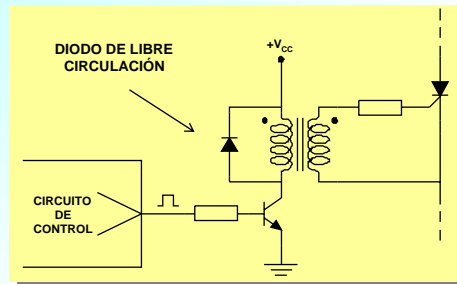 DIODO DE LIBRE
CIRCULACIÓN
+VCC
CIRCUITO
DE
CONTROL